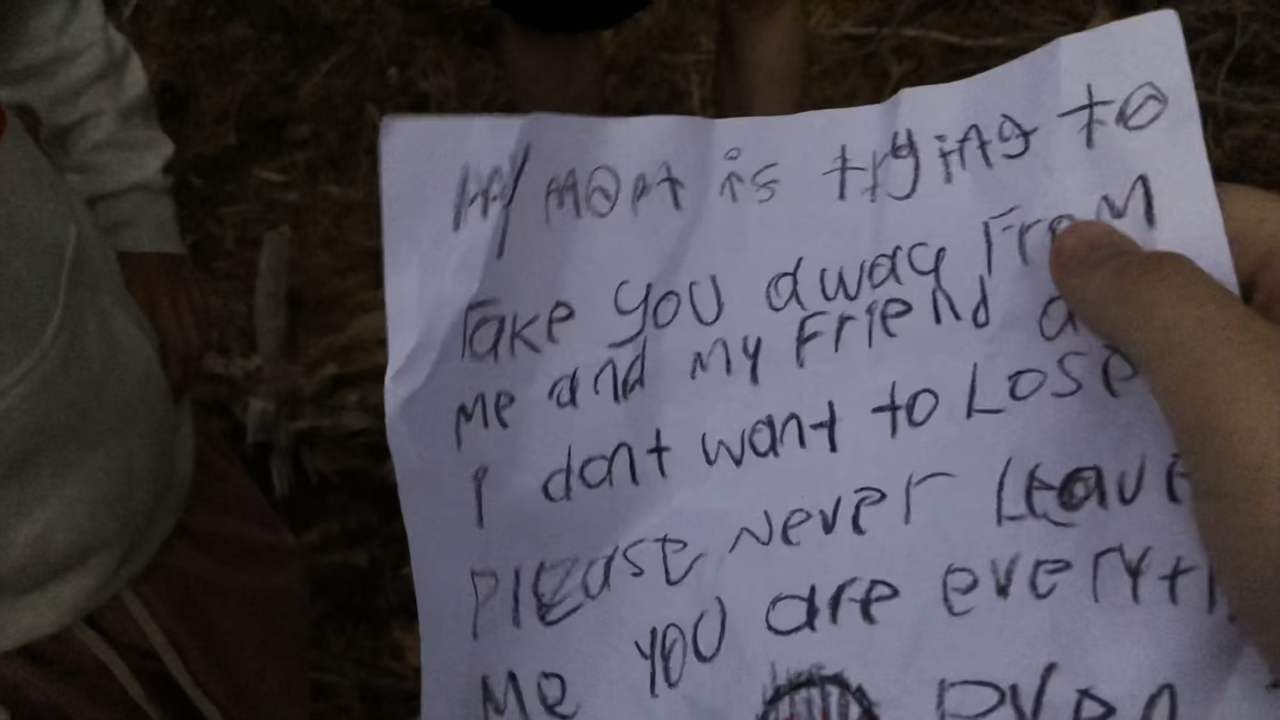 My mom is trying to
Take you away From
Me and My Friend
I dont want to Lose
Please Never Leave
Me you are everyth